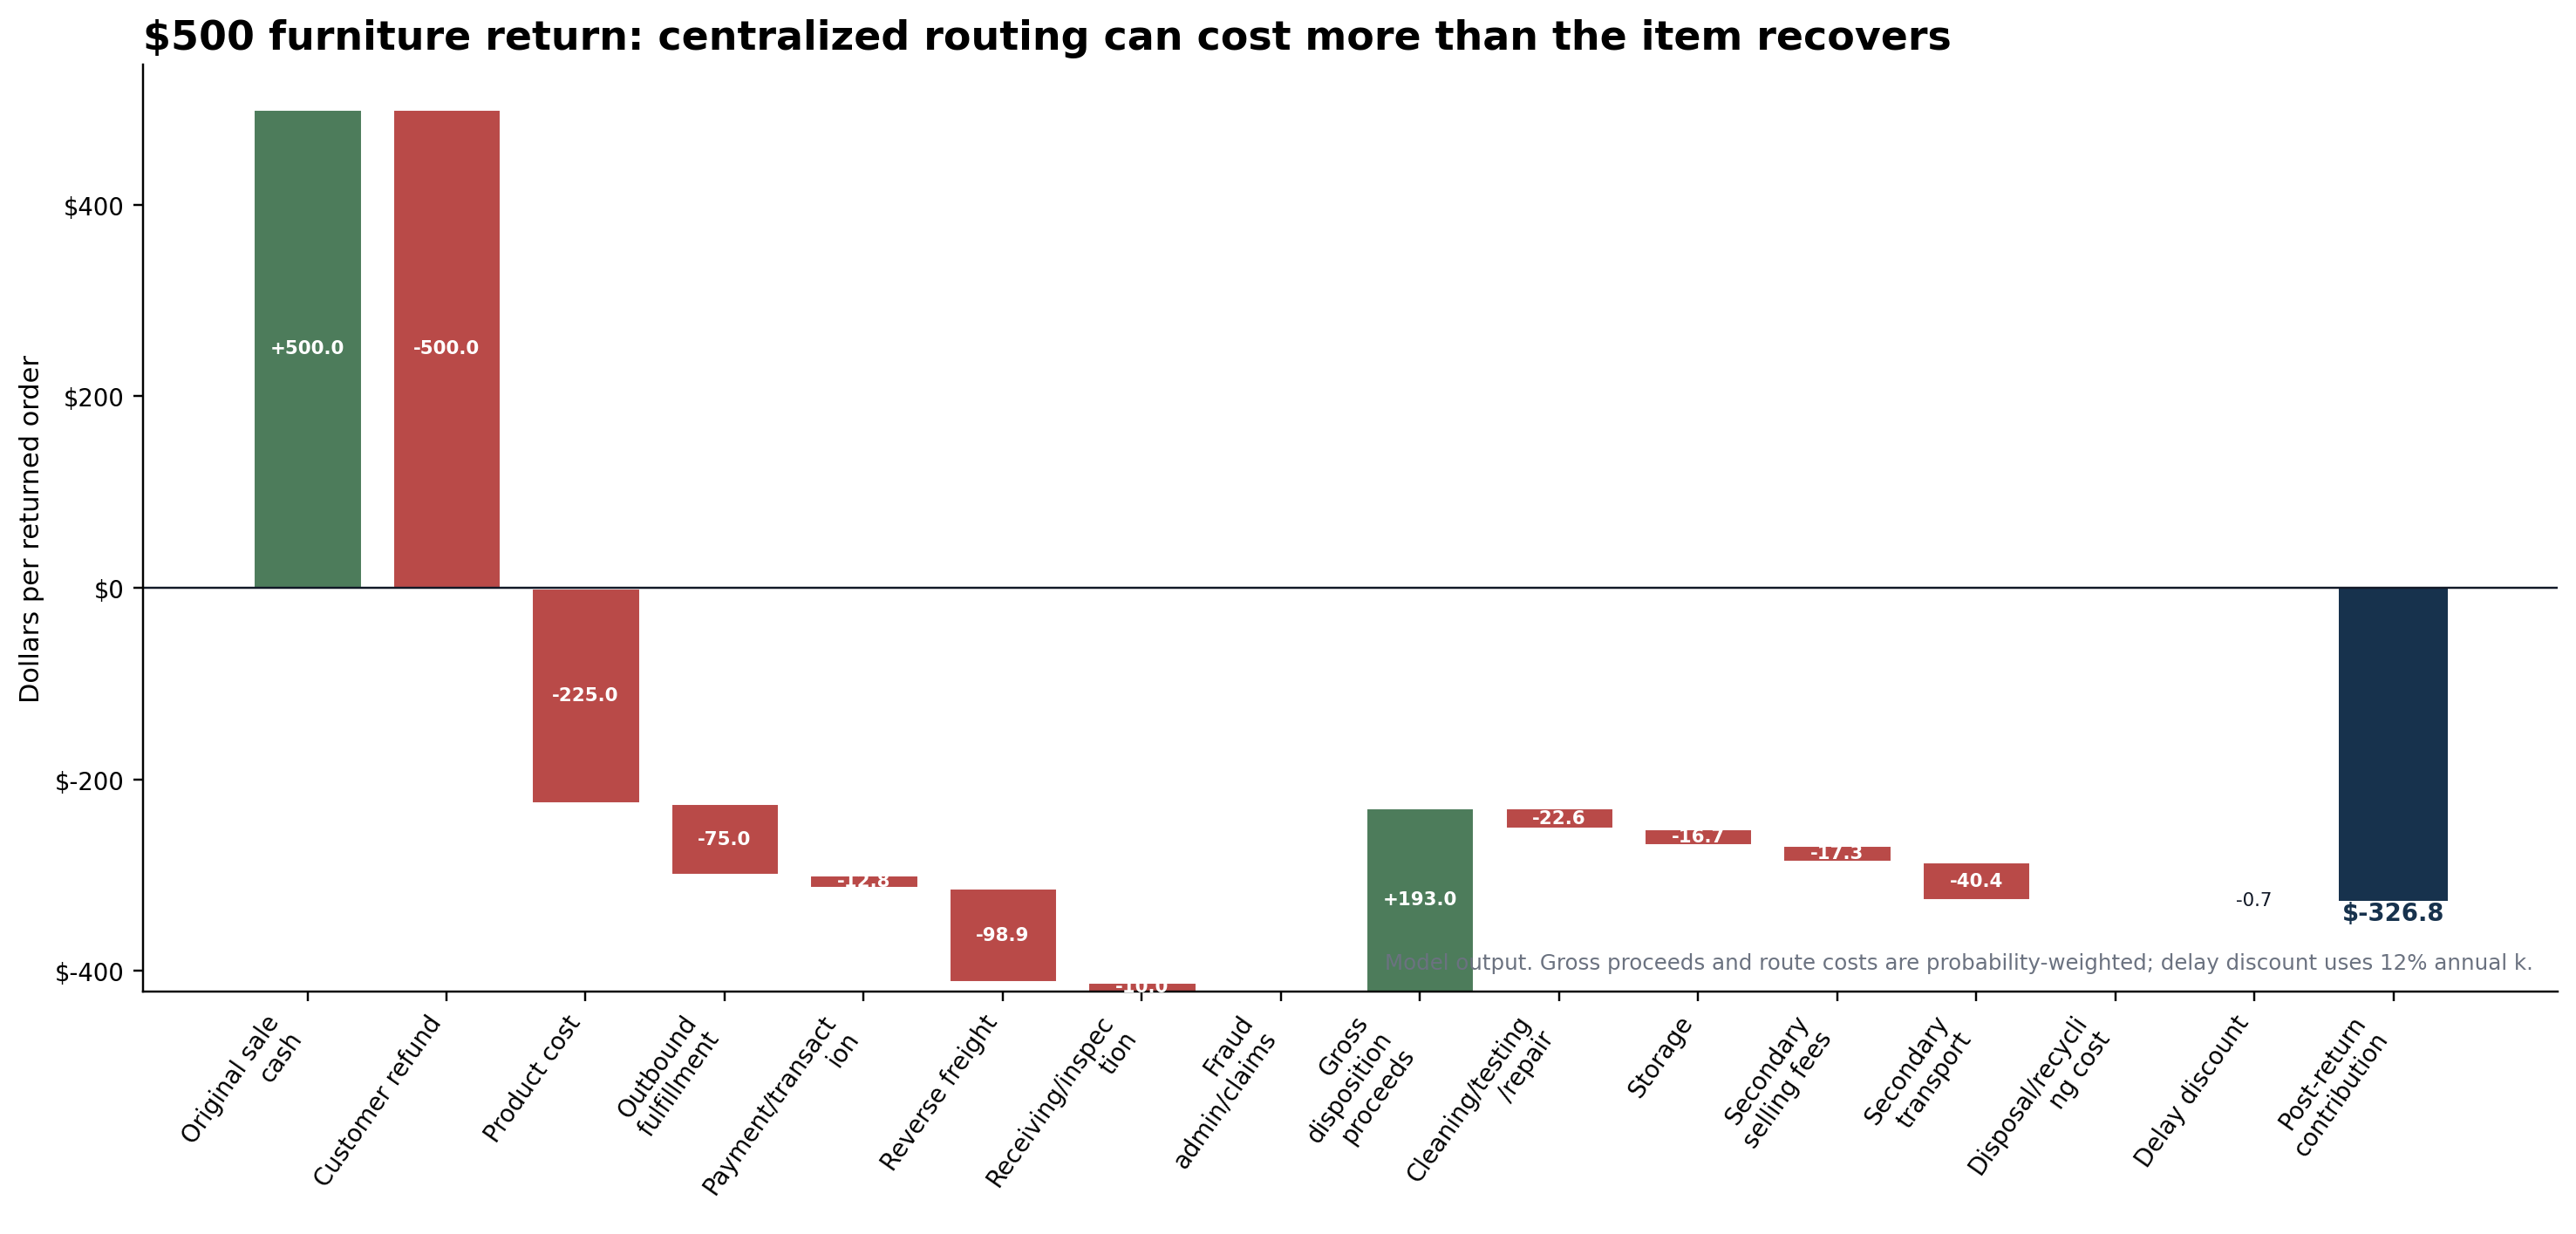 $500 furniture return: centralized routing can cost more than the item recovers
Dollars per returned order
$400
$200
$0
$-200
$-400
+500.0
-500.0
-225.0
-75.0
-12.8
-98.9
-10.0
+193.0
-22.6
-16.7
-17.3
-40.4
-0.7
$-326.8
Model output. Gross proceeds and route costs are probability-weighted; delay discount uses 12% annual k.
Original sale
cash
Customer refund
Product cost
Outbound
fulfillment
Payment/transact
ion
Reverse freight
Receiving/inspec
tion
Fraud
admin/claims
Gross
disposition
proceeds
Cleaning/testing
/repair
Storage
Secondary
selling fees
Secondary
transport
Disposal/recycli
ng cost
Delay discount
Post-return
contribution